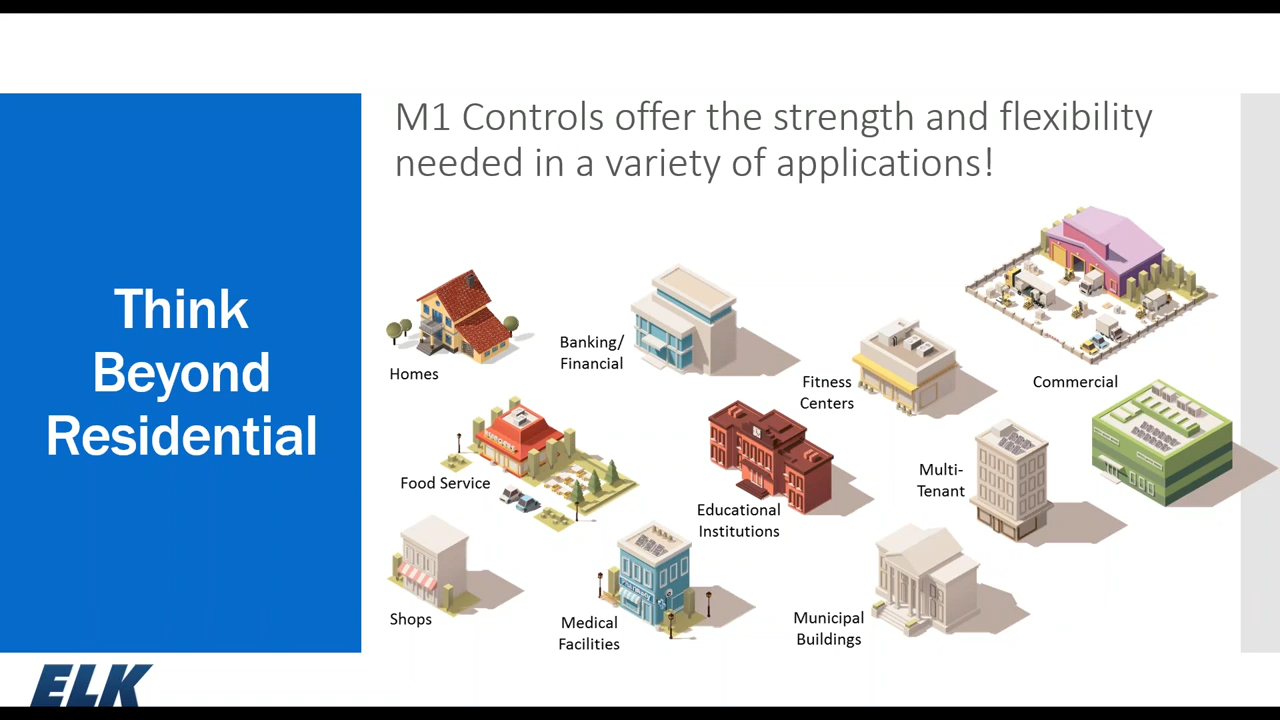 M1 Controls offer the strength and flexibility
needed in a variety of applications!
Think
Beyond
Residential
Homes
Banking/
Financial
Fitness
Centers
Commercial
Food Service
Educational
Institutions
Multi-
Tenant
Shops
Medical
Facilities
Municipal
Buildings
ELK